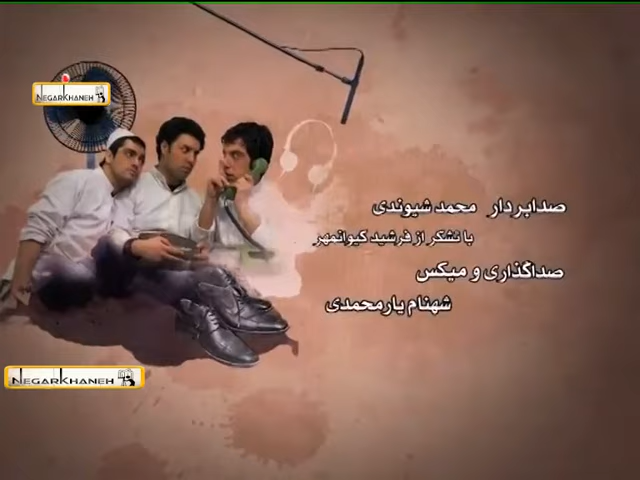 NEGARKHANEH
صدابردار محمد شیوندی
با تشکر از فرشید کیوانمهر
صداگذاری و میکس
شهنام یارمحمدی
NEGARKHANEH